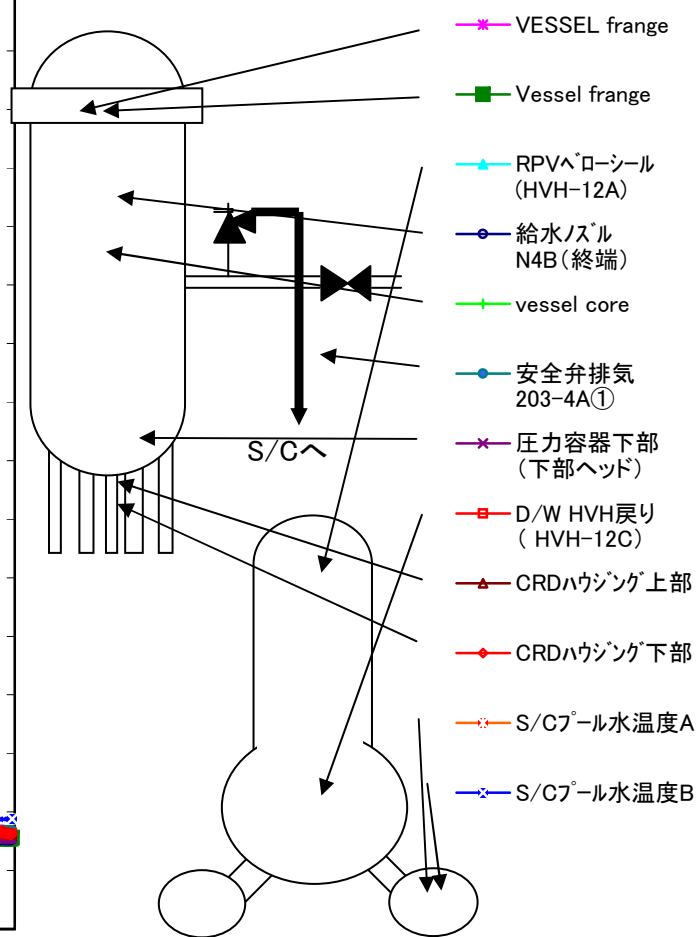 VESSEL frange
Vessel frange
RPVベローシール
(HVH-12A)
給水ノズル
N4B(終端)
vessel core
安全弁排気
203-4A①
圧力容器下部
(下部ヘッド)
D/W HVH戻り
( HVH-12C)
CRDハウジング上部
CRDハウジング下部
S/Cプール水温度A
S/Cプール水温度B
S/Cへ